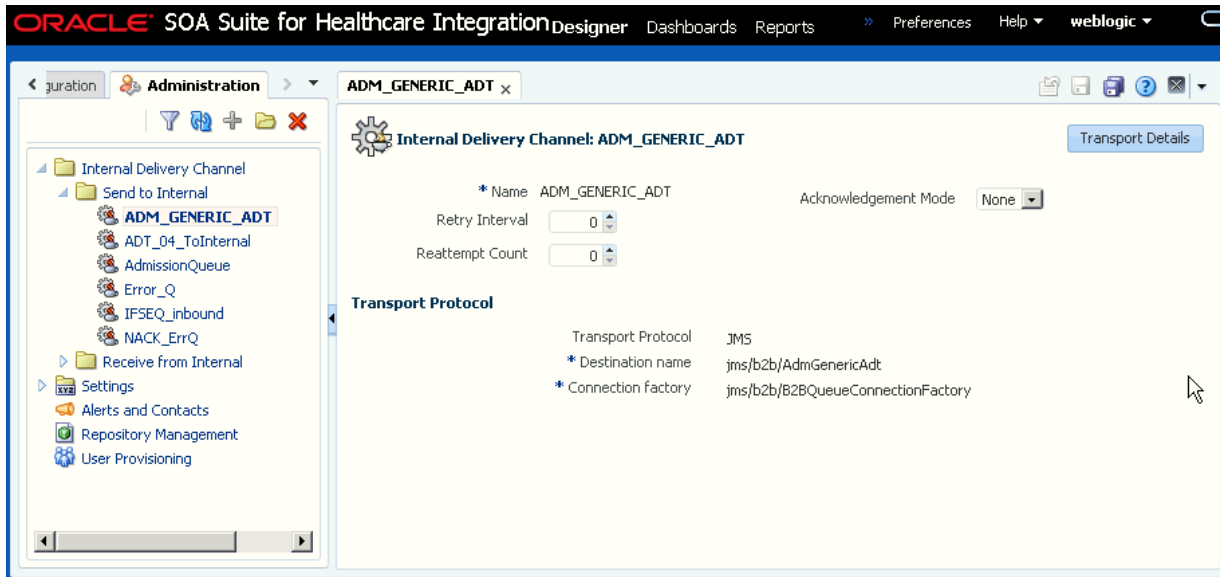 ORACLE SOA Suite for Healthcare Integration Designer Dashboards Reports » Preferences Help weblogic
guration Administration
ADM_GENERIC_ADT x
Internal Delivery Channel: ADM_GENERIC_ADT Transport Details
Internal Delivery Channel
Send to Internal
ADM_GENERIC_ADT
ADT_04_ToInternal
AdmissionQueue
Error_Q
IFSEQ_inbound
NACK_ErrQ
Receive from Internal
XYZ Settings
Alerts and Contacts
Repository Management
User Provisioning
* Name ADM_GENERIC_ADT
Acknowledgement Mode None
Retry Interval 0
Reattempt Count 0
Transport Protocol
Transport Protocol JMS
* Destination name jms/b2b/AdmGenericAdt
* Connection factory jms/b2b/B2BQueueConnectionFactory